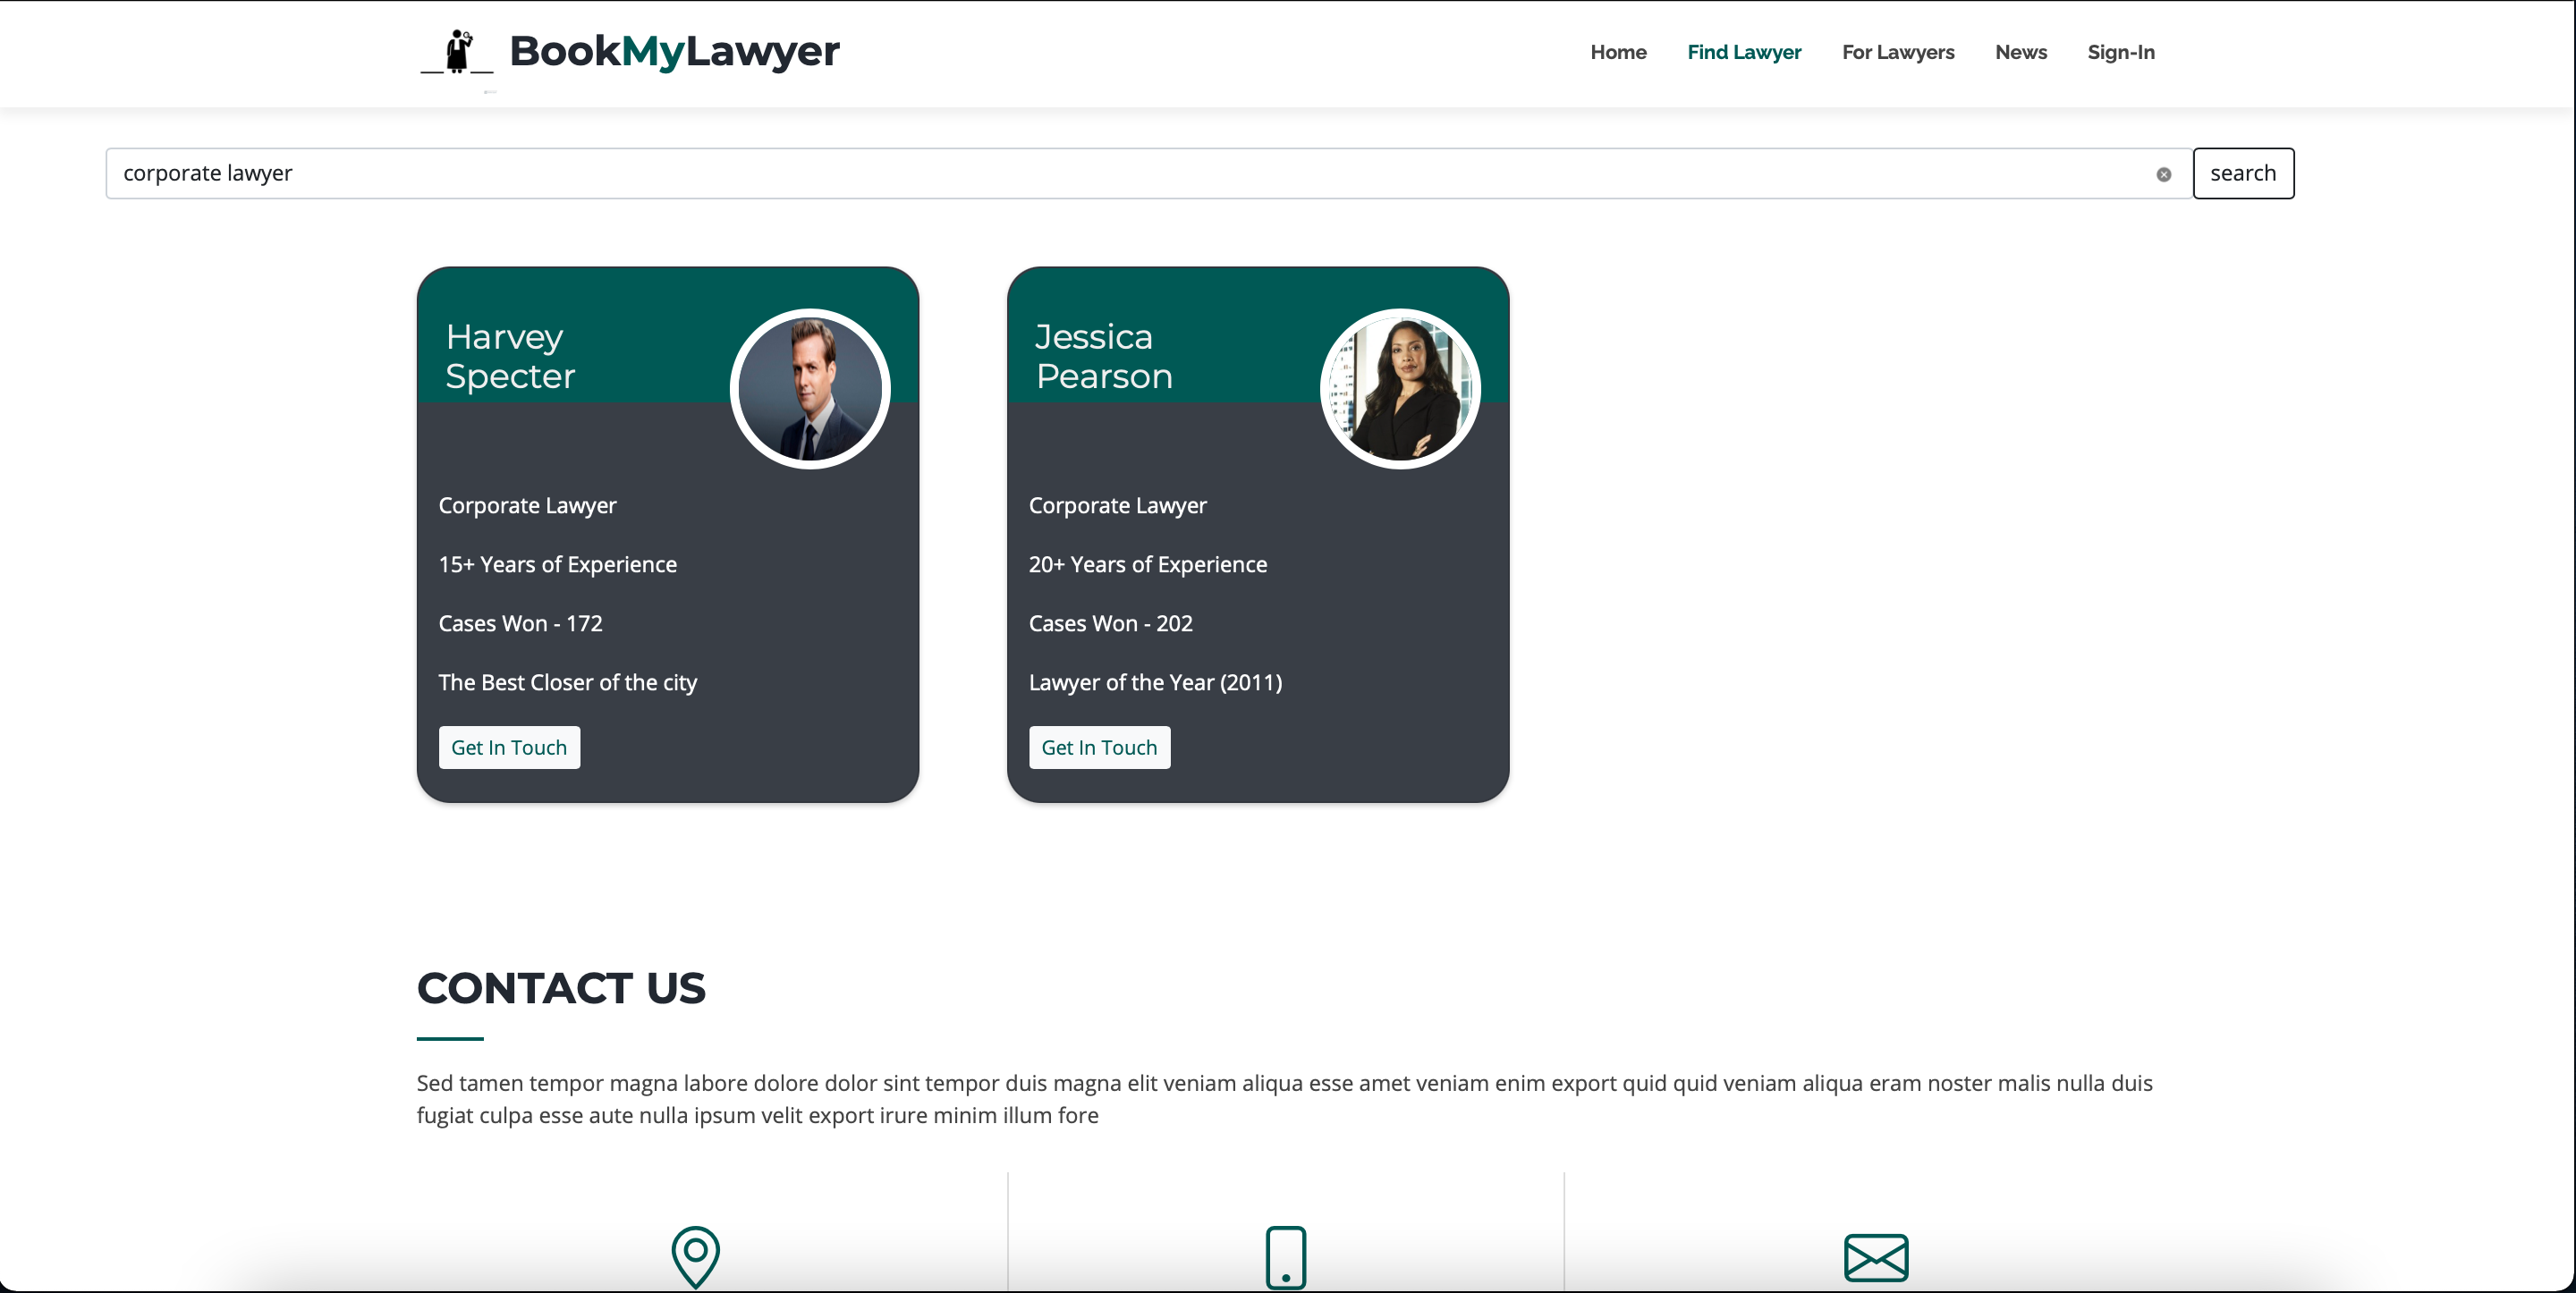 BookMyLawyer
Home Find Lawyer For Lawyers News Sign-In
corporate lawyer
search
Harvey
Specter
Corporate Lawyer
15+ Years of Experience
Cases Won - 172
The Best Closer of the city
Get In Touch
Jessica
Pearson
Corporate Lawyer
20+ Years of Experience
Cases Won - 202
Lawyer of the Year (2011)
Get In Touch
CONTACT US
Sed tamen tempor magna labore dolore dolor sint tempor duis magna elit veniam aliqua esse amet veniam enim export quid quid veniam aliqua eram noster malis nulla duis
fugiat culpa esse aute nulla ipsum velit export irure minim illum fore